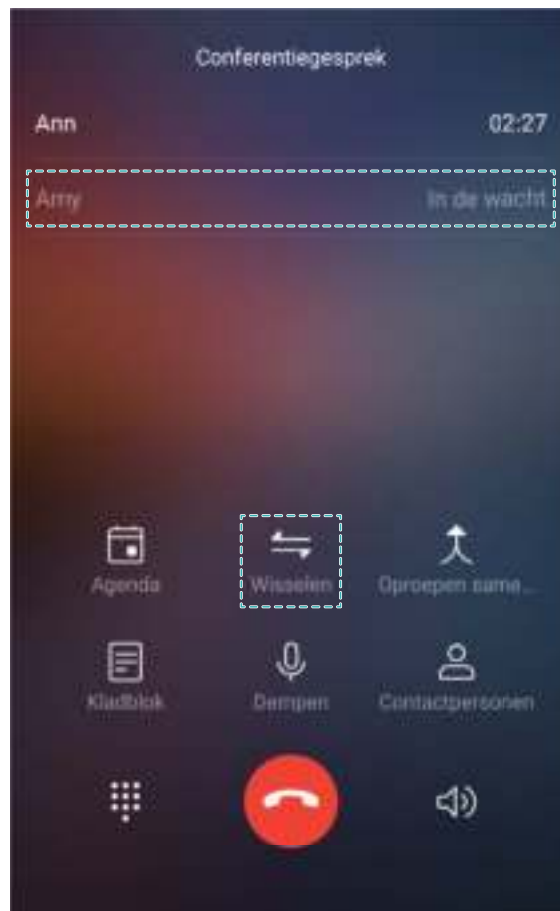 Conferentiegesprek
Ann 02:27
Amy In de wacht
Agenda Wisselen Oproepen same...
Kladblok Dempen Contactpersonen